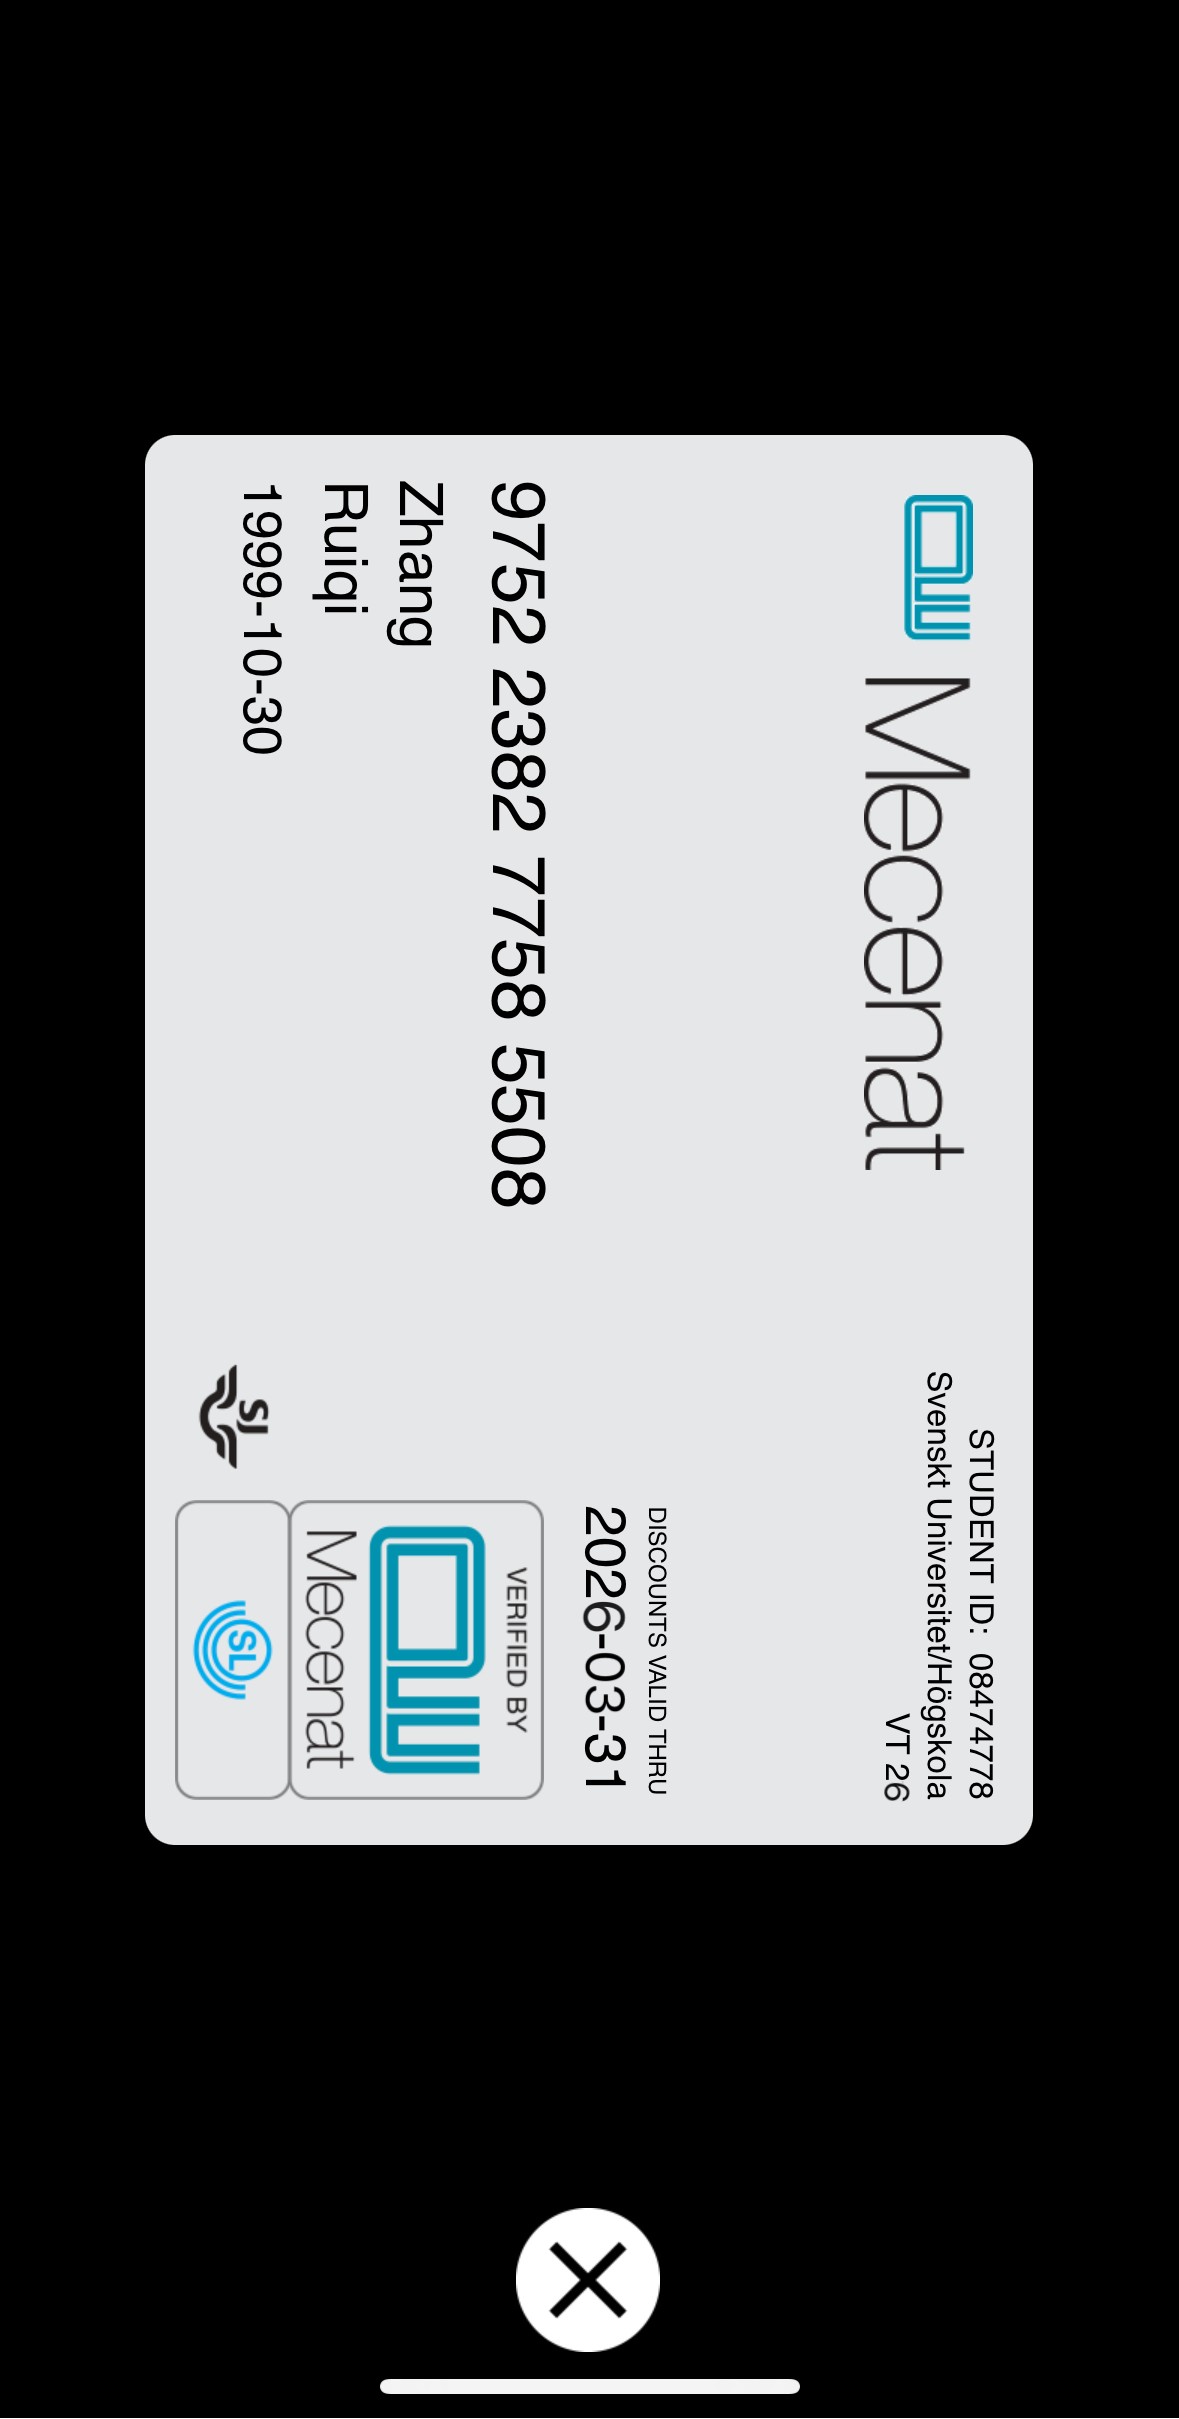 Mecenat
STUDENT ID: 08474778
Svenskt Universitet/Högskola
VT 26
DISCOUNTS VALID THRU
2026-03-31
9752 2382 7758 5508
Zhang
Ruiqi
1999-10-30
VERIFIED BY
Mecenat
SJ
SL